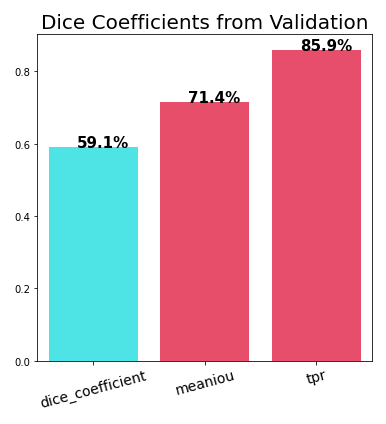 Dice Coefficients from Validation
85.9%
71.4%
59.1%
0.8
0.6
0.4
0.2
0.0
dice_coefficient
meaniou
tpr